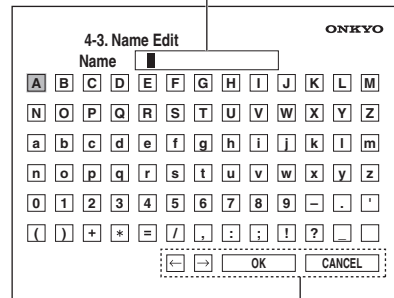 ONKYO
4-3. Name Edit
Name
A B C D E F G H I J K L M
N O P Q R S T U V W X Y Z
a b c d e f g h i j k l m
n o p q r s t u v w x y z
0 1 2 3 4 5 6 7 8 9 – . '
( ) + * = / , : ; ! ? _
← → OK CANCEL